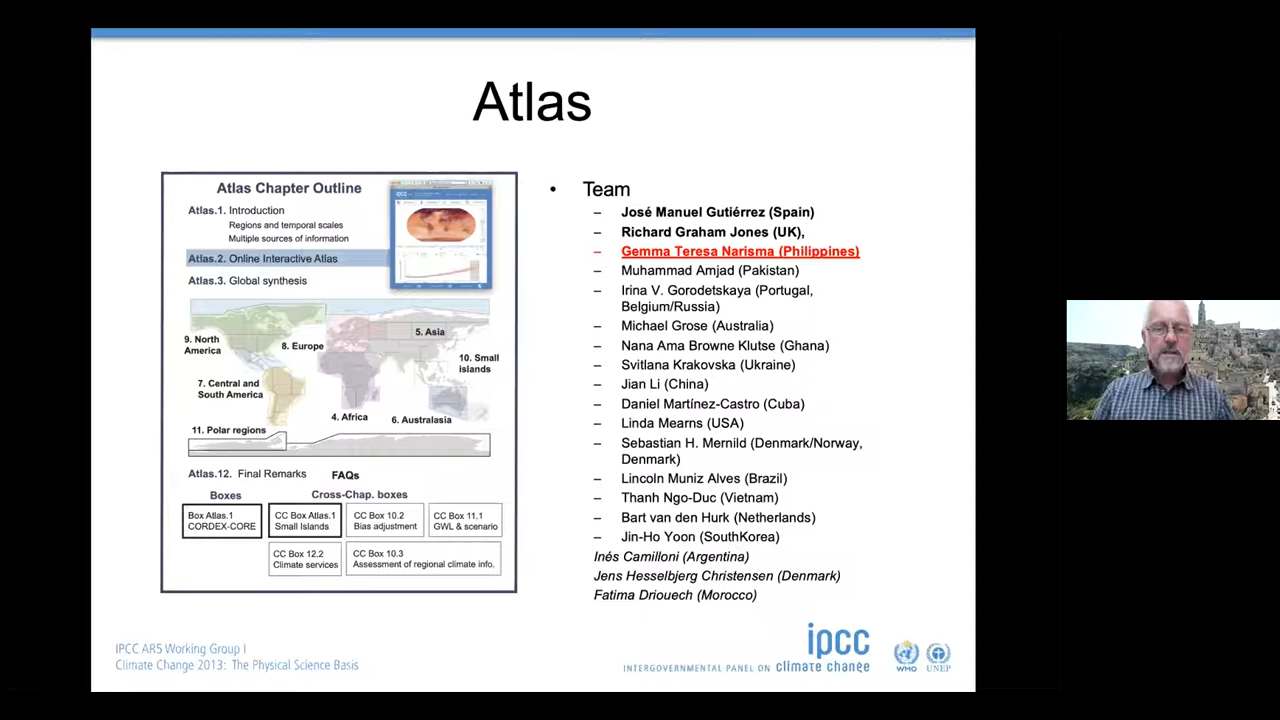 Atlas
Atlas Chapter Outline
Atlas.1. Introduction
Regions and temporal scales
Multiple sources of information
Atlas.2. Online Interactive Atlas
Atlas.3. Global synthesis
ipcc
5. Asia
9. North
America
8. Europe
10. Small
islands
7. Central and
South America
4. Africa
6. Australasia
11. Polar regions
Atlas.12. Final Remarks
FAQs
Boxes
Cross-Chap. boxes
Box Atlas.1
CORDEX-CORE
CC Box Atlas.1
Small Islands
CC Box 10.2
Bias adjustment
CC Box 11.1
GWL & scenario
CC Box 12.2
Climate services
CC Box 10.3
Assessment of regional climate info.
• Team
– José Manuel Gutiérrez (Spain)
– Richard Graham Jones (UK),
– Gemma Teresa Narisma (Philippines)
– Muhammad Amjad (Pakistan)
– Irina V. Gorodetskaya (Portugal,
Belgium/Russia)
– Michael Grose (Australia)
– Nana Ama Browne Klutse (Ghana)
– Svitlana Krakovska (Ukraine)
– Jian Li (China)
– Daniel Martínez-Castro (Cuba)
– Linda Mearns (USA)
– Sebastian H. Mernild (Denmark/Norway,
Denmark)
– Lincoln Muniz Alves (Brazil)
– Thanh Ngo-Duc (Vietnam)
– Bart van den Hurk (Netherlands)
– Jin-Ho Yoon (SouthKorea)
Inés Camilloni (Argentina)
Jens Hesselbjerg Christensen (Denmark)
Fatima Driouech (Morocco)
IPCC AR5 Working Group I
Climate Change 2013: The Physical Science Basis
ipcc
INTERGOVERNMENTAL PANEL ON climate change
WMO
UNEP